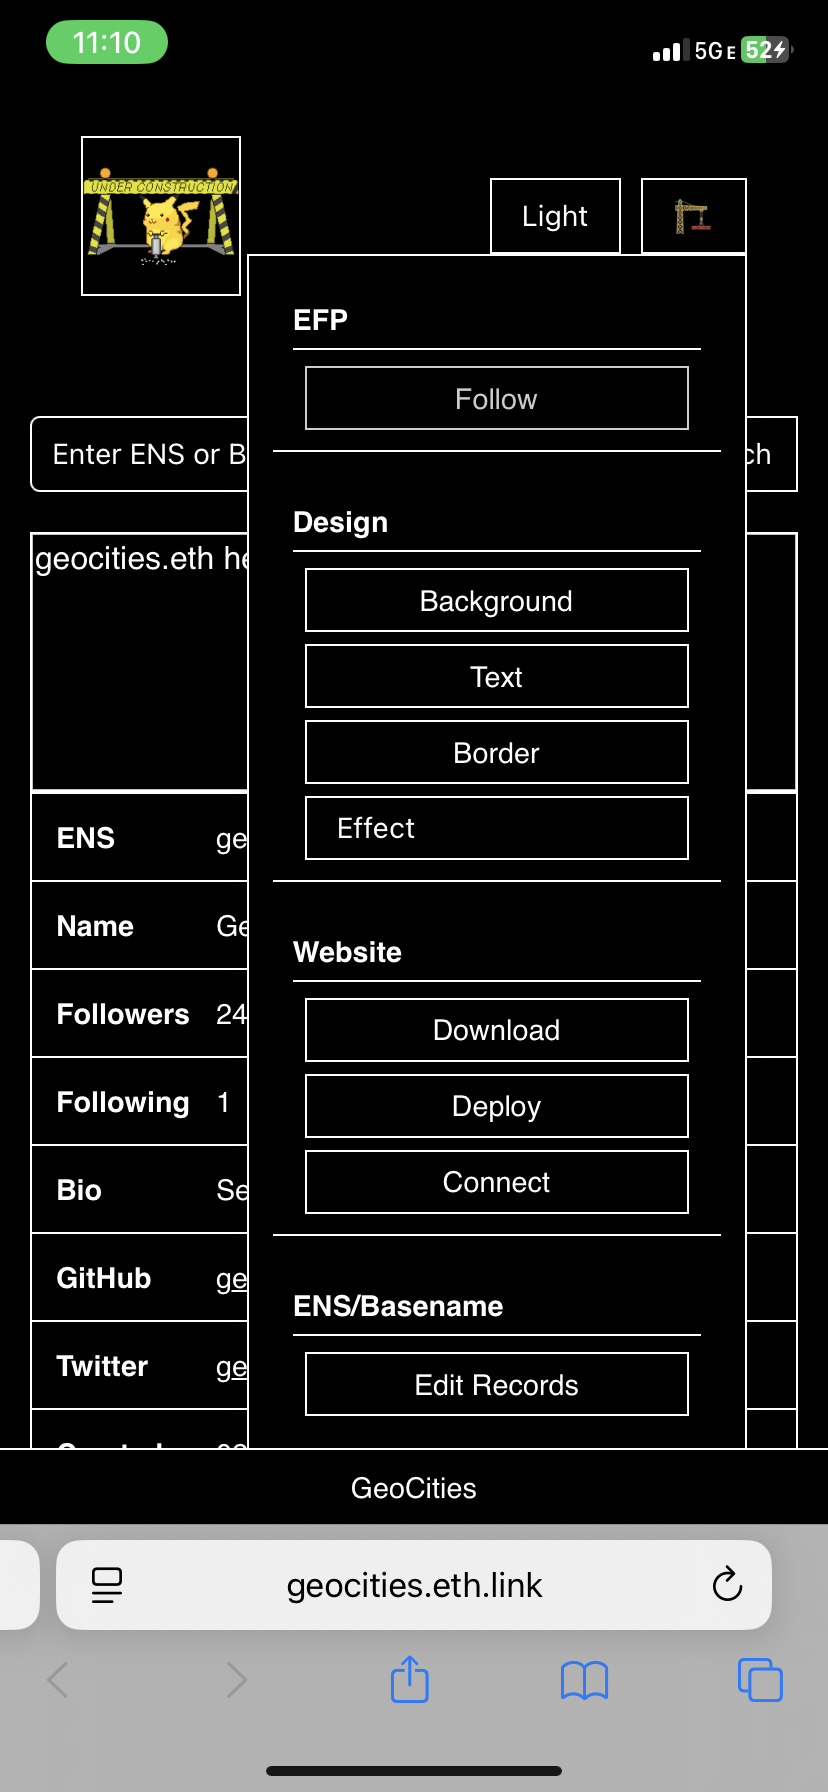 11:10
5GE 52
UNDER CONSTRUCTION
Light
EFP
Follow
Enter ENS or B
ch
Design
geocities.eth he
Background
Text
Border
Effect
ENS ge
Name Ge
Website
Followers 24
Download
Following 1
Deploy
Bio Se
Connect
GitHub ge
ENS/Basename
Twitter ge
Edit Records
GeoCities
geocities.eth.link